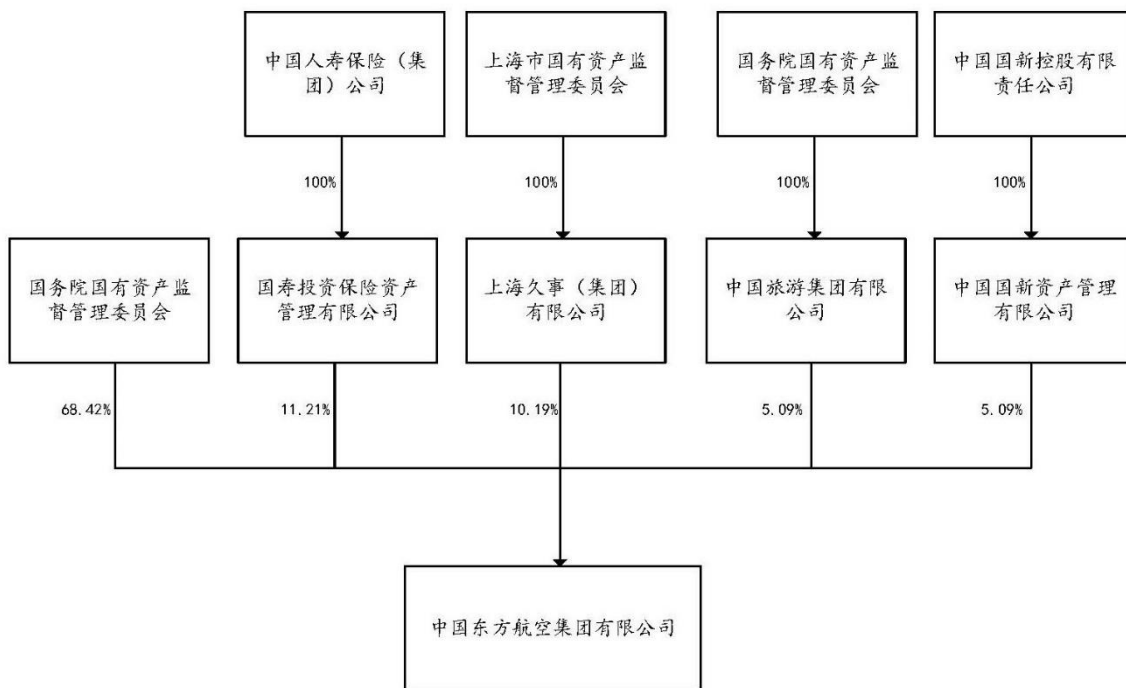 中国人寿保险（集
团）公司
上海市国有资产监
督管理委员会
国务院国有资产监
督管理委员会
中国国新控股有限
责任公司
100%
100%
100%
100%
国务院国有资产监
督管理委员会
国寿投资保险资产
管理有限公司
上海久事（集团）
有限公司
中国旅游集团有限
公司
中国国新资产管理
有限公司
68.42%
11.21%
10.19%
5.09%
5.09%
中国东方航空集团有限公司